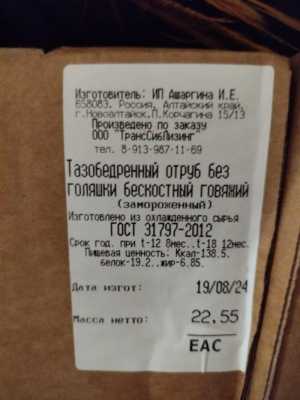 Изготовитель: ИП Ашаргина И.Е.
658083, Россия, Алтайский край,
г.Новоалтайск.П.Корчагина 15/13
Произведено по заказу
ООО "ТрансСибЛизинг"
тел. 8-913-987-11-69
Тазобедренный отруб без
голяшки бескостный говяжий
(замороженный)
Изготовлено из охлажденного сырья
ГОСТ 31797-2012
Срок год. при t-12 8мес..t-18 12мес.
Пищевая ценность: Ккал-138.5.
белок-19.2..жир-6.85.
Дата изгот: 19/08/24
Масса нетто: 22,55
EAC